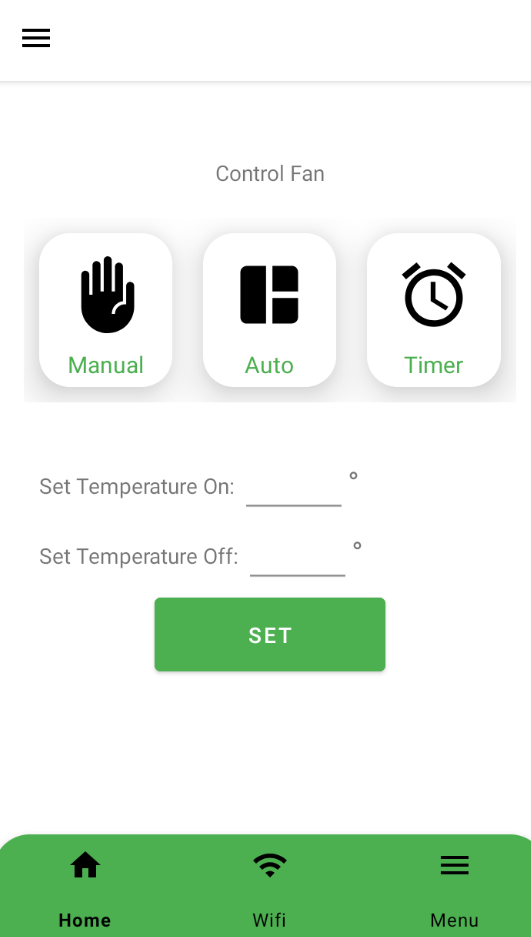 Control Fan
Manual Auto Timer
Set Temperature On: °
Set Temperature Off: °
SET
Home Wifi Menu